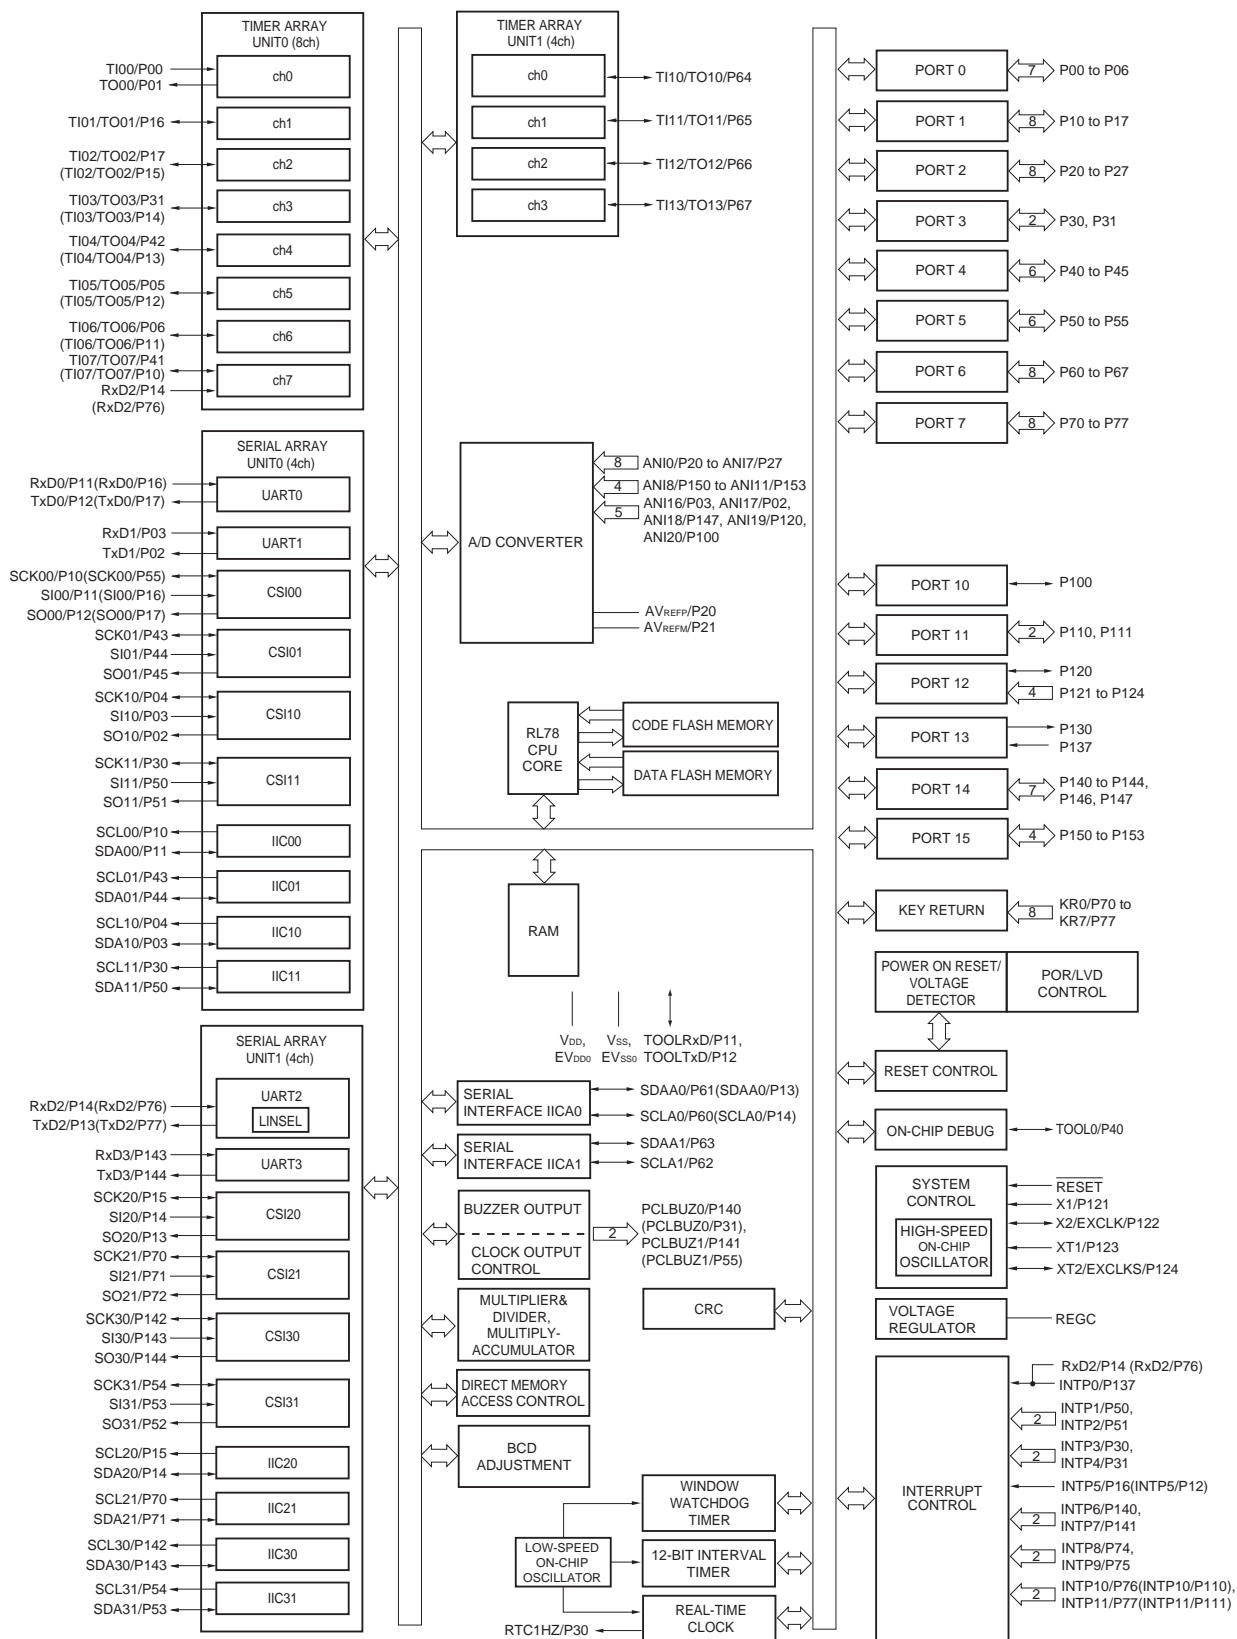 TIMER ARRAY
UNIT0 (8ch)
TI00/P00
TO00/P01
ch0
TI01/TO01/P16
ch1
TI02/TO02/P17
(TI02/TO02/P15)
ch2
TI03/TO03/P31
(TI03/TO03/P14)
ch3
TI04/TO04/P42
(TI04/TO04/P13)
ch4
TI05/TO05/P05
(TI05/TO05/P12)
ch5
TI06/TO06/P06
(TI06/TO06/P11)
ch6
TI07/TO07/P41
(TI07/TO07/P10)
ch7
RxD2/P14
(RxD2/P76)
SERIAL ARRAY
UNIT0 (4ch)
RxD0/P11(RxD0/P16)
TxD0/P12(TxD0/P17)
UART0
RxD1/P03
TxD1/P02
UART1
SCK00/P10(SCK00/P55)
SI00/P11(SI00/P16)
SO00/P12(SO00/P17)
CSI00
SCK01/P43
SI01/P44
SO01/P45
CSI01
SCK10/P04
SI10/P03
SO10/P02
CSI10
SCK11/P30
SI11/P50
SO11/P51
CSI11
SCL00/P10
SDA00/P11
IIC00
SCL01/P43
SDA01/P44
IIC01
SCL10/P04
SDA10/P03
IIC10
SCL11/P30
SDA11/P50
IIC11
SERIAL ARRAY
UNIT1 (4ch)
RxD2/P14(RxD2/P76)
TxD2/P13(TxD2/P77)
UART2
LINSEL
RxD3/P143
TxD3/P144
UART3
SCK20/P15
SI20/P14
SO20/P13
CSI20
SCK21/P70
SI21/P71
SO21/P72
CSI21
SCK30/P142
SI30/P143
SO30/P144
CSI30
SCK31/P54
SI31/P53
SO31/P52
CSI31
SCL20/P15
SDA20/P14
IIC20
SCL21/P70
SDA21/P71
IIC21
SCL30/P142
SDA30/P143
IIC30
SCL31/P54
SDA31/P53
IIC31
TIMER ARRAY
UNIT1 (4ch)
ch0
TI10/TO10/P64
ch1
TI11/TO11/P65
ch2
TI12/TO12/P66
ch3
TI13/TO13/P67
A/D CONVERTER
8 ANI0/P20 to ANI7/P27
4 ANI8/P150 to ANI11/P153
5 ANI16/P03, ANI17/P02,
ANI18/P147, ANI19/P120,
ANI20/P100
AVREFP/P20
AVREFM/P21
RL78
CPU
CORE
CODE FLASH MEMORY
DATA FLASH MEMORY
RAM
VDD,
EVDD0
VSS,
EVSS0
TOOLRxD/P11,
TOOLTxD/P12
SERIAL
INTERFACE IICA0
SDAA0/P61(SDAA0/P13)
SCLA0/P60(SCLA0/P14)
SERIAL
INTERFACE IICA1
SDAA1/P63
SCLA1/P62
BUZZER OUTPUT
CLOCK OUTPUT
CONTROL
2
PCLBUZ0/P140
(PCLBUZ0/P31),
PCLBUZ1/P141
(PCLBUZ1/P55)
MULTIPLIER&
DIVIDER,
MULITIPLY-
ACCUMULATOR
CRC
DIRECT MEMORY
ACCESS CONTROL
BCD
ADJUSTMENT
LOW-SPEED
ON-CHIP
OSCILLATOR
WINDOW
WATCHDOG
TIMER
12-BIT INTERVAL
TIMER
REAL-TIME
CLOCK
RTC1HZ/P30
PORT 0
7 P00 to P06
PORT 1
8 P10 to P17
PORT 2
8 P20 to P27
PORT 3
2 P30, P31
PORT 4
6 P40 to P45
PORT 5
6 P50 to P55
PORT 6
8 P60 to P67
PORT 7
8 P70 to P77
PORT 10
P100
PORT 11
2 P110, P111
PORT 12
P120
4 P121 to P124
PORT 13
P130
P137
PORT 14
7 P140 to P144,
P146, P147
PORT 15
4 P150 to P153
KEY RETURN
8 KR0/P70 to
KR7/P77
POWER ON RESET/
VOLTAGE
DETECTOR
POR/LVD
CONTROL
RESET CONTROL
ON-CHIP DEBUG
TOOL0/P40
SYSTEM
CONTROL
HIGH-SPEED
ON-CHIP
OSCILLATOR
RESET
X1/P121
X2/EXCLK/P122
XT1/P123
XT2/EXCLKS/P124
VOLTAGE
REGULATOR
REGC
INTERRUPT
CONTROL
RxD2/P14 (RxD2/P76)
INTP0/P137
2 INTP1/P50,
INTP2/P51
2 INTP3/P30,
INTP4/P31
INTP5/P16(INTP5/P12)
2 INTP6/P140,
INTP7/P141
2 INTP8/P74,
INTP9/P75
2 INTP10/P76(INTP10/P110),
INTP11/P77(INTP11/P111)